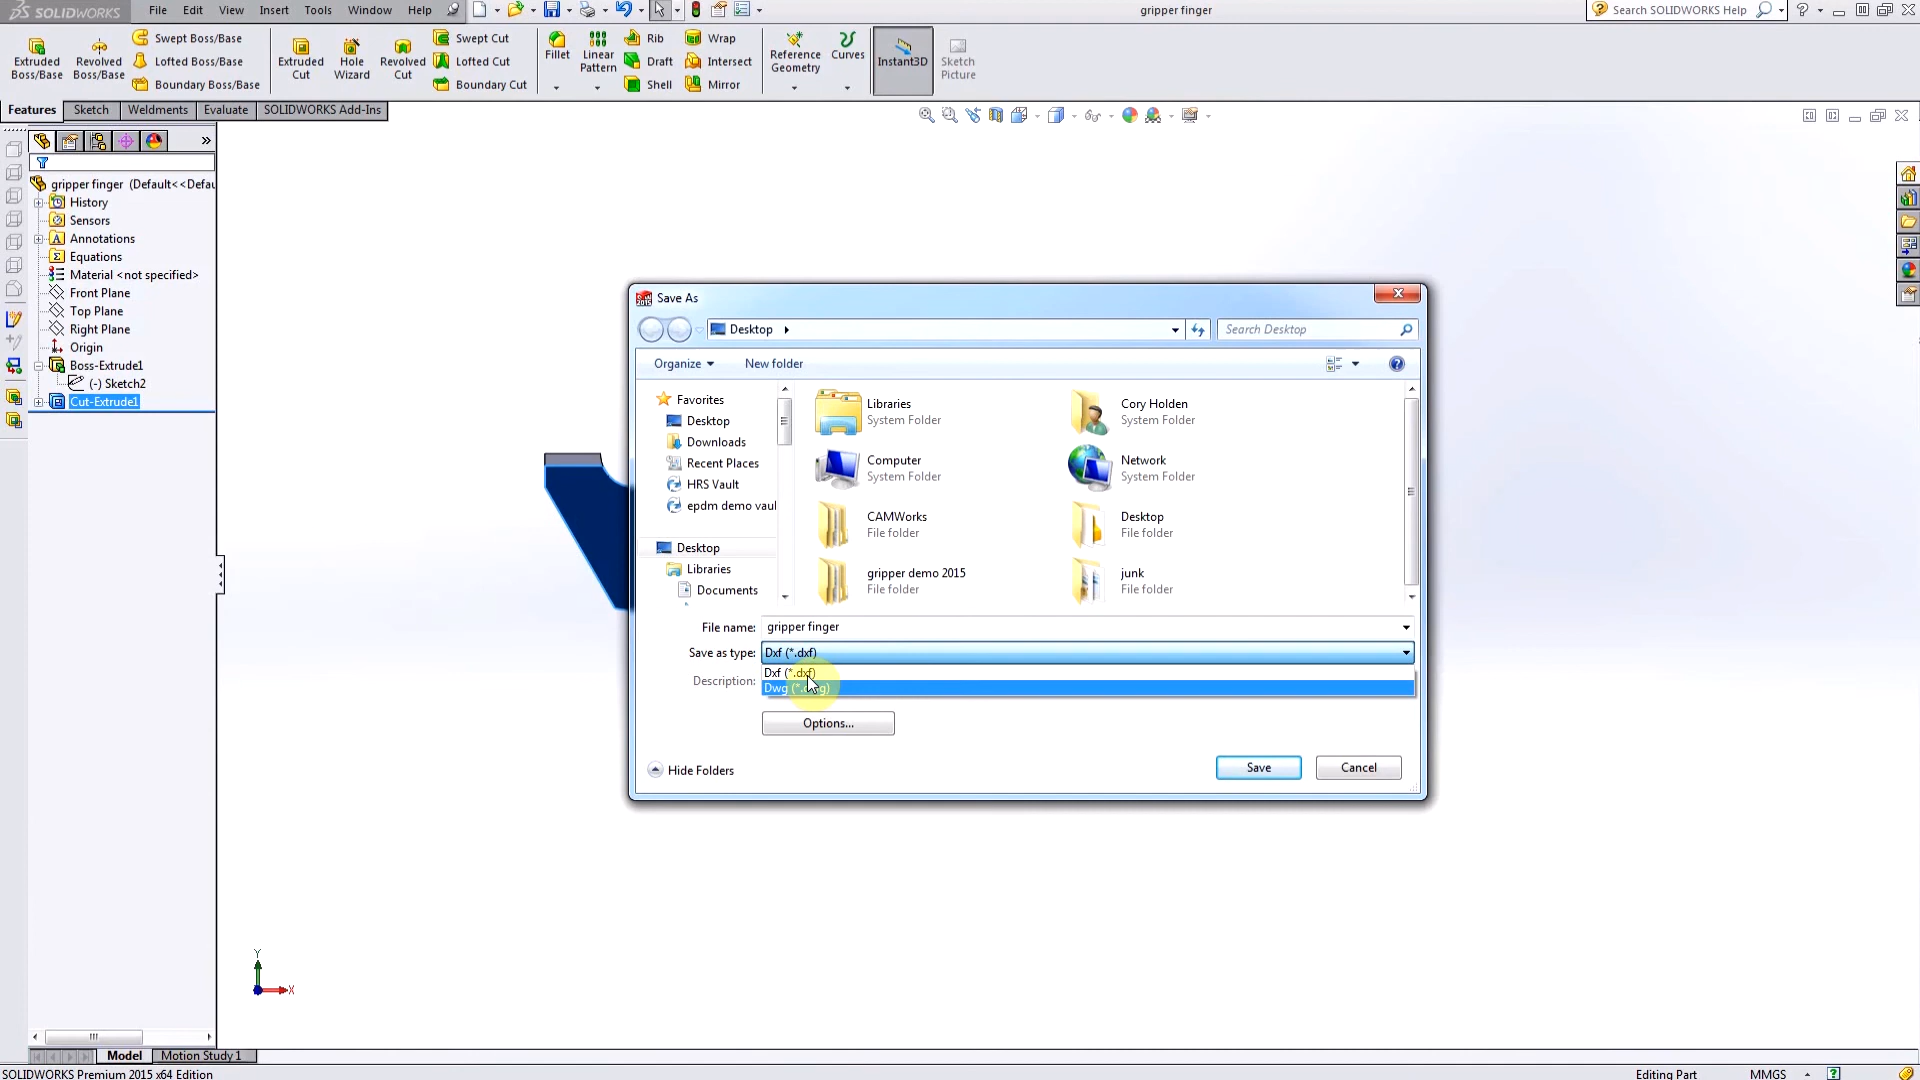 SOLIDWORKS File Edit View Insert Tools Window Help gripper finger Search SOLIDWORKS Help
Extruded Boss/Base
Revolved Boss/Base
Swept Boss/Base
Lofted Boss/Base
Boundary Boss/Base
Extruded Cut
Hole Wizard
Revolved Cut
Swept Cut
Lofted Cut
Boundary Cut
Fillet
Linear Pattern
Rib
Draft
Shell
Wrap
Intersect
Mirror
Reference Geometry
Curves
Instant3D
Sketch Picture
Features Sketch Weldments Evaluate SOLIDWORKS Add-Ins
gripper finger (Default<<Defau
History
Sensors
Annotations
Equations
Material <not specified>
Front Plane
Top Plane
Right Plane
Origin
Boss-Extrude1
(-) Sketch2
Cut-Extrude1
Save As
Desktop
Search Desktop
Organize New folder
Favorites
Desktop
Downloads
Recent Places
HRS Vault
epdm demo vaul
Desktop
Libraries
Documents
Libraries
System Folder
Cory Holden
System Folder
Computer
System Folder
Network
System Folder
CAMWorks
File folder
Desktop
File folder
gripper demo 2015
File folder
junk
File folder
File name: gripper finger
Save as type: Dxf (*.dxf)
Dxf (*.dxf)
Description:
Dwg (*.dwg)
Options...
Hide Folders
Save Cancel
Y
X
Model Motion Study 1
SOLIDWORKS Premium 2015 x64 Edition Editing Part MMGS